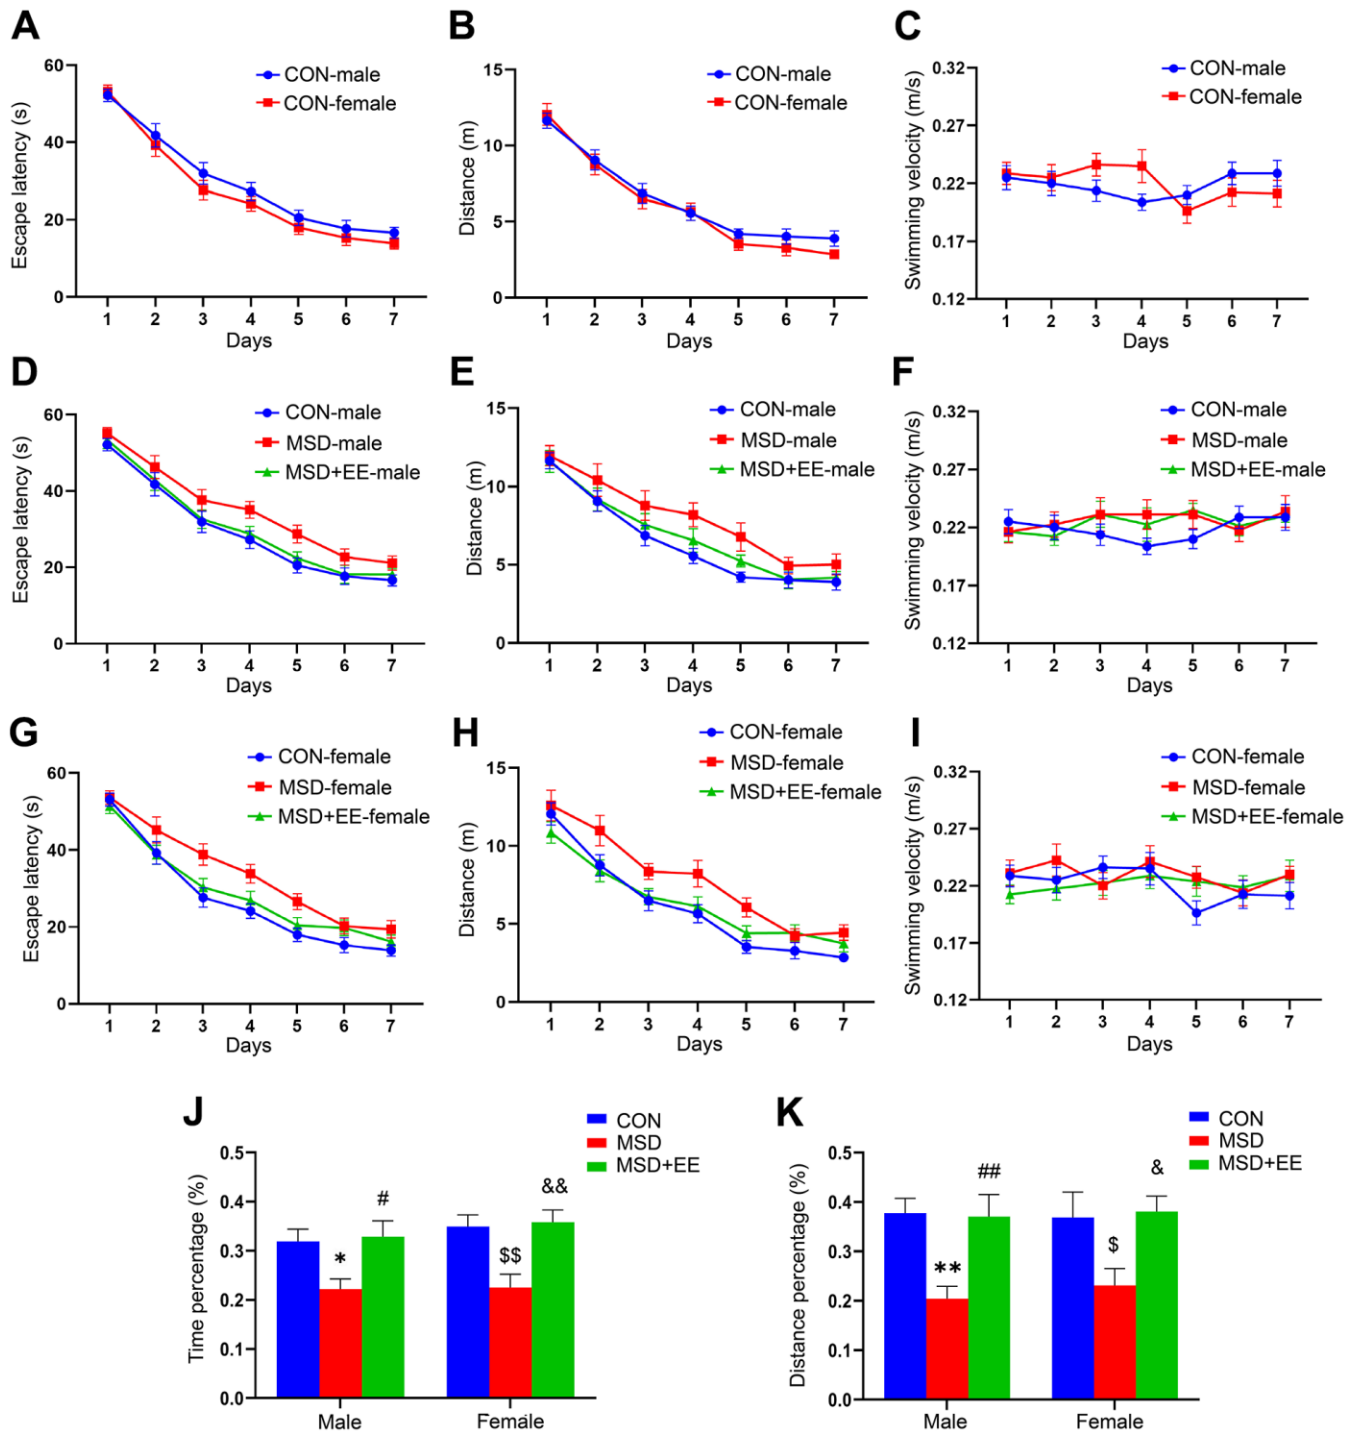 A
Escape latency (s)
60
40
20
0
CON-male
CON-female
1 2 3 4 5 6 7
Days
B
Distance (m)
15
10
5
0
CON-male
CON-female
1 2 3 4 5 6 7
Days
C
Swimming velocity (m/s)
0.32
0.27
0.22
0.17
0.12
CON-male
CON-female
1 2 3 4 5 6 7
Days
D
Escape latency (s)
60
40
20
0
CON-male
MSD-male
MSD+EE-male
1 2 3 4 5 6 7
Days
E
Distance (m)
15
10
5
0
CON-male
MSD-male
MSD+EE-male
1 2 3 4 5 6 7
Days
F
Swimming velocity (m/s)
0.32
0.27
0.22
0.17
0.12
CON-male
MSD-male
MSD+EE-male
1 2 3 4 5 6 7
Days
G
Escape latency (s)
60
40
20
0
CON-female
MSD-female
MSD+EE-female
1 2 3 4 5 6 7
Days
H
Distance (m)
15
10
5
0
CON-female
MSD-female
MSD+EE-female
1 2 3 4 5 6 7
Days
I
Swimming velocity (m/s)
0.32
0.27
0.22
0.17
0.12
CON-female
MSD-female
MSD+EE-female
1 2 3 4 5 6 7
Days
J
Time percentage (%)
0.5
0.4
0.3
0.2
0.1
0.0
CON
MSD
MSD+EE
*
#
$$
&&
Male Female
K
Distance percentage (%)
0.5
0.4
0.3
0.2
0.1
0.0
CON
MSD
MSD+EE
**
##
$
&
Male Female